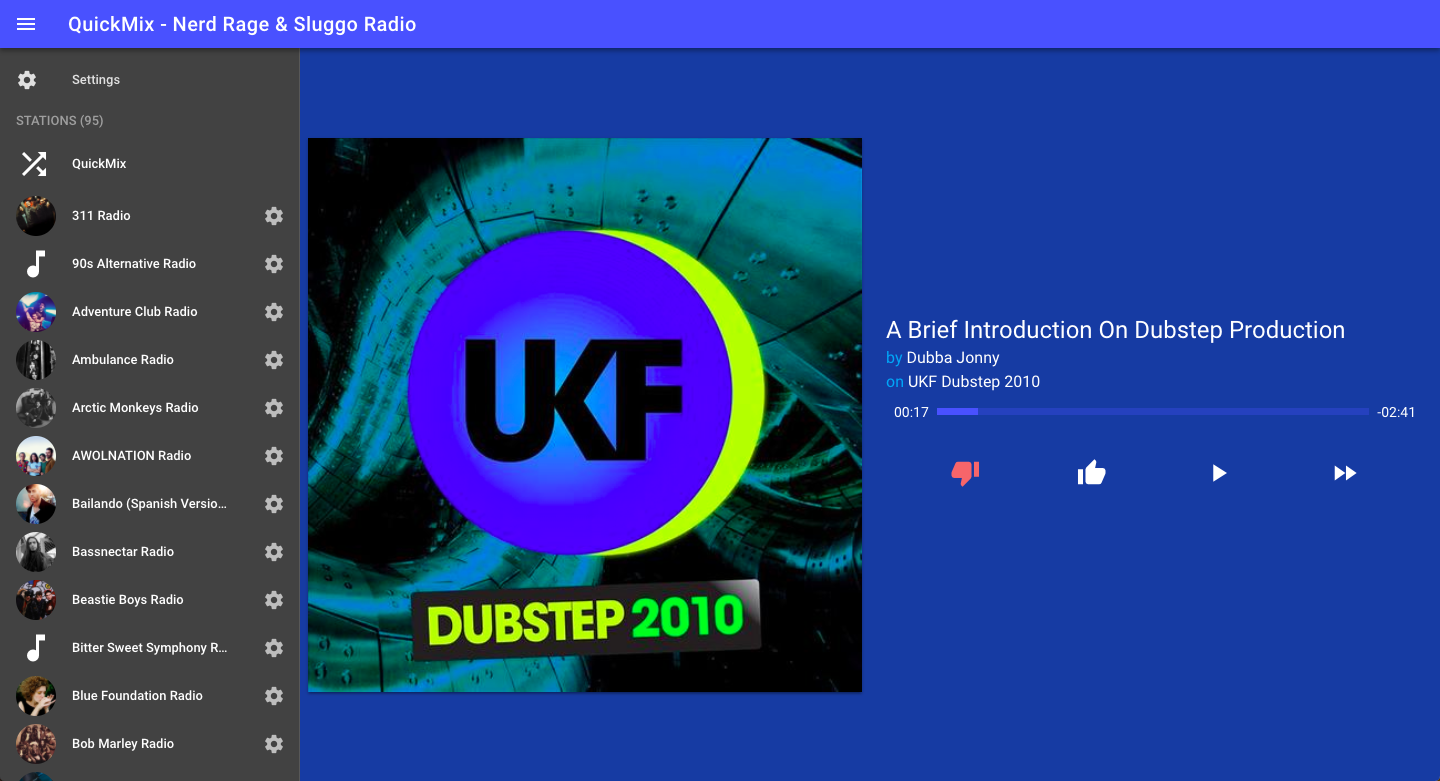 QuickMix - Nerd Rage & Sluggo Radio
Settings
STATIONS (95)
QuickMix
311 Radio
90s Alternative Radio
Adventure Club Radio
Ambulance Radio
Arctic Monkeys Radio
AWOLNATION Radio
Bailando (Spanish Versio...
Bassnectar Radio
Beastie Boys Radio
Bitter Sweet Symphony R...
Blue Foundation Radio
Bob Marley Radio
UKF
DUBSTEP 2010
A Brief Introduction On Dubstep Production
by Dubba Jonny
on UKF Dubstep 2010
00:17 -02:41